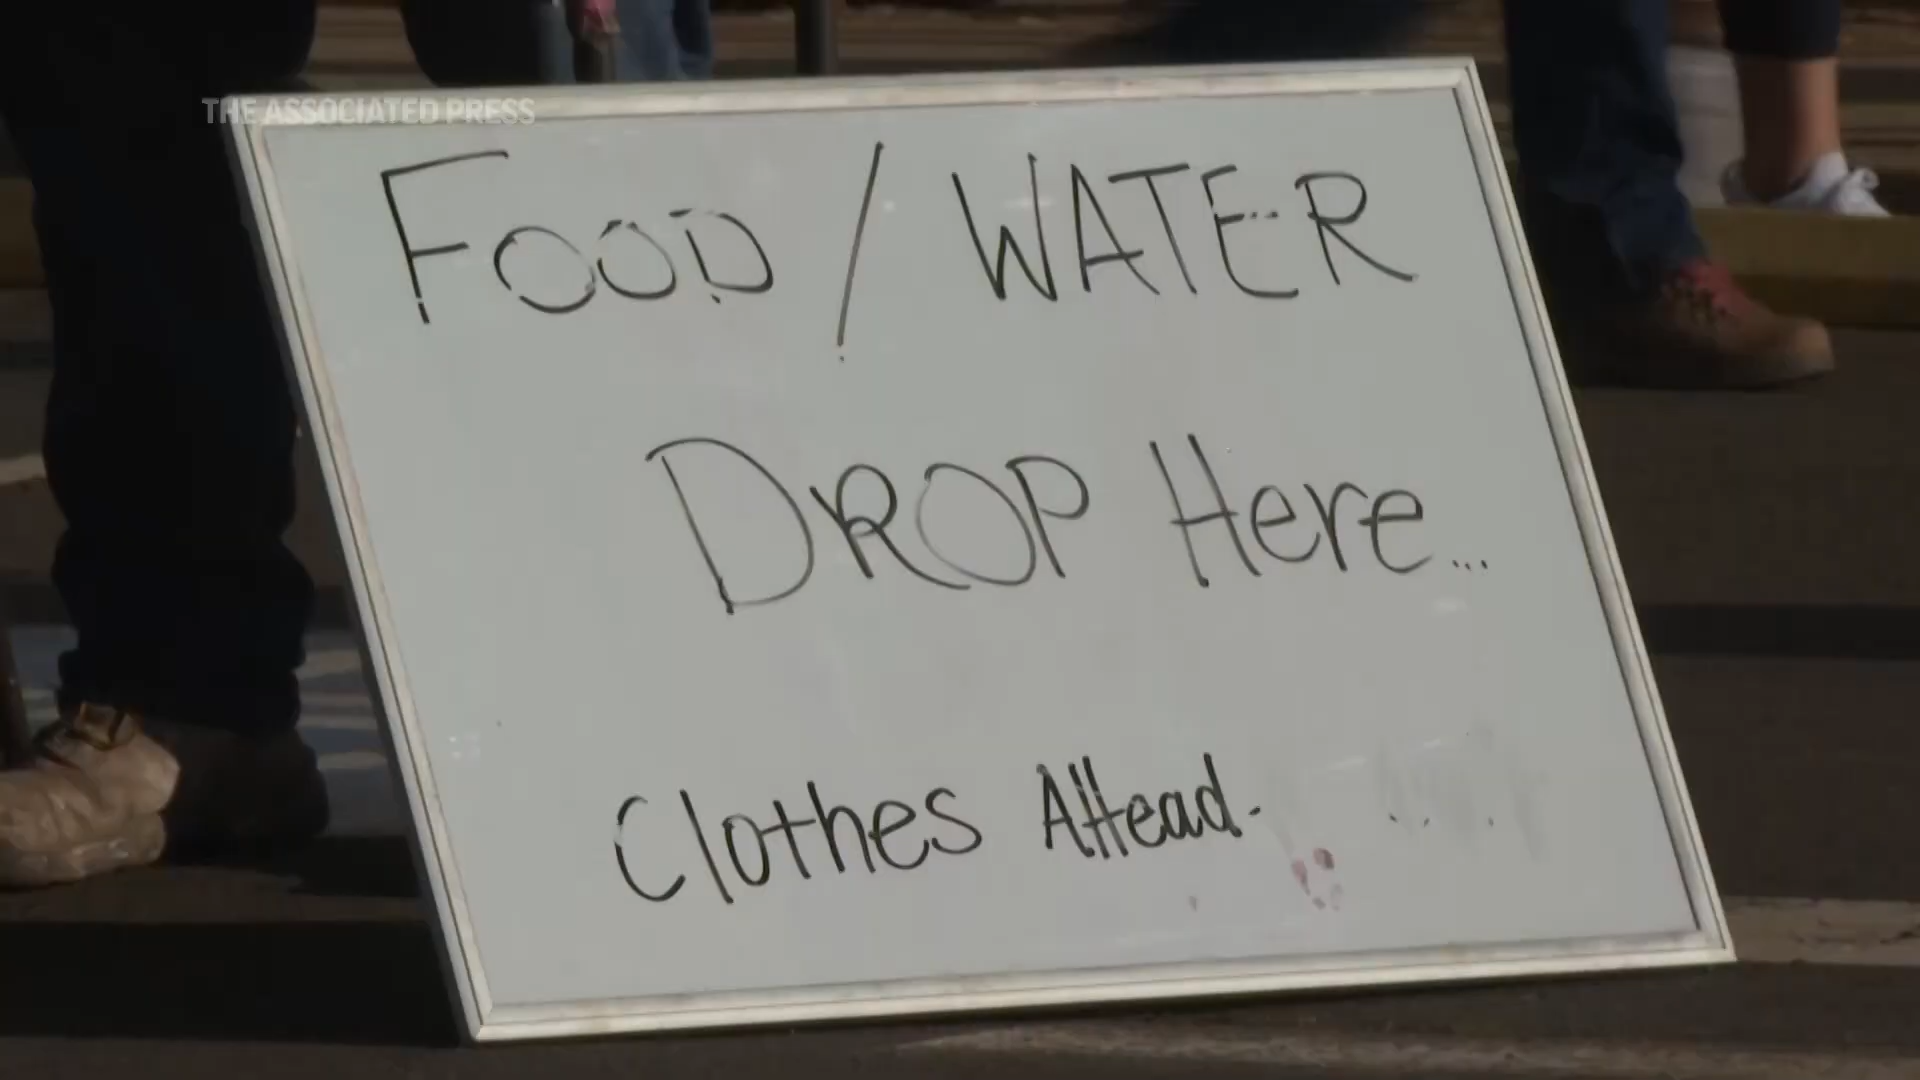 THE ASSOCIATED PRESS
FOOD / WATER
DROP Here...
Clothes AHead.